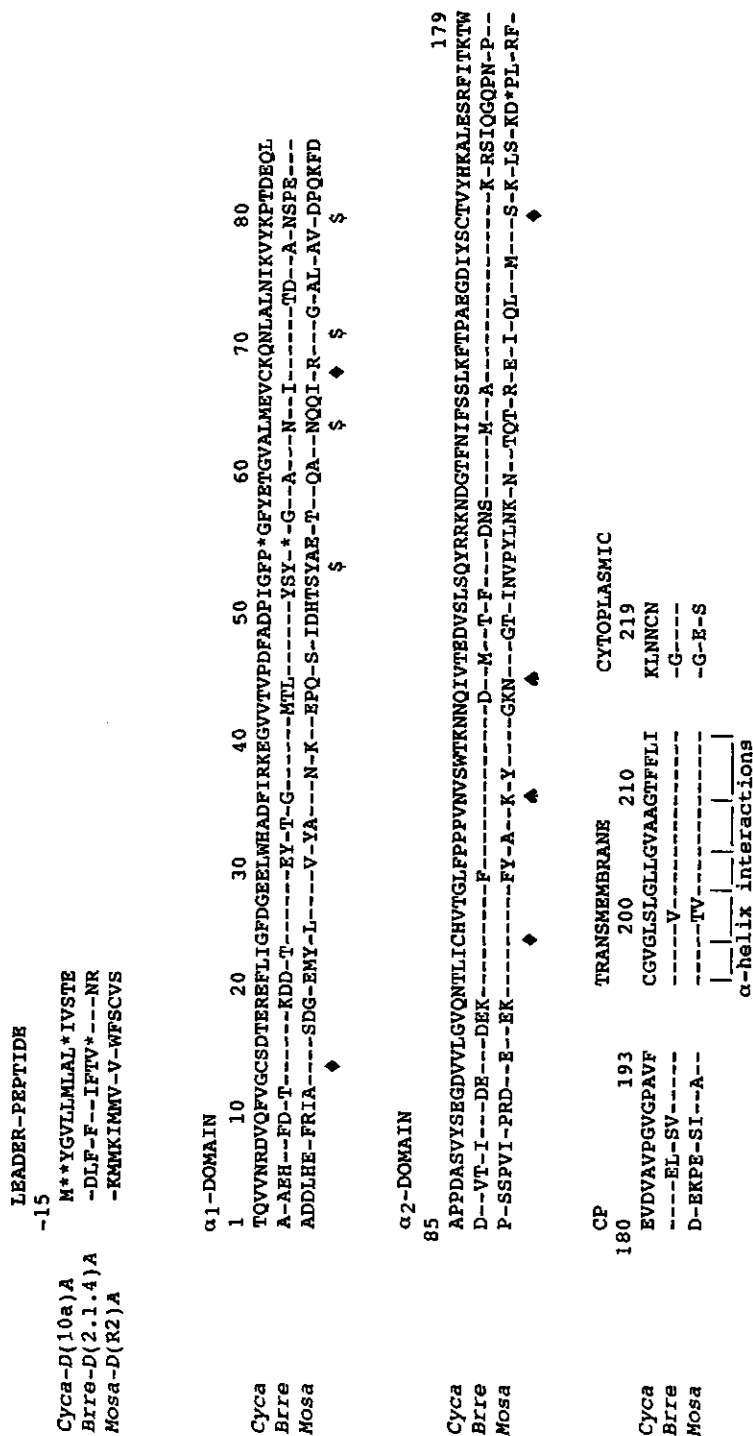 LEADER-PEPTIDE
-15
Cyca-D(10a)A M**YGVLLMLAL*IVSTE
Brre-D(2.1.4)A -DLF-F--IFTV*---NR
Mosa-D(R2)A -KMMKIMMV-V-WFSCVS
α1-DOMAIN
1 10 20 30 40 50 60 70 80
Cyca TQVVNRDVQFVGCSDTEREFLIGFDGEELWHADFIRKEGVVTVPDFADPIGFPP*GFYETGVALMEVCKQNLALNIKVYKPTDEQL
Brre A-AEH---FD-T------KDD-T-------EY-T-G------MTL-------YSY-*-G--A---N--I------TD--A-NSPE---
Mosa ADDLHE-FRIA----SDG-EMY-L----V-YA---N-K--EPQ-S-IDHTSYAE-T--QA--NQQI-R---G-AL-AV-DPQKFD
♦ $ $ ♦ $ $
α2-DOMAIN
85 179
Cyca APPDASVYSEGDVVLGVQNTLICHVTGLFPPPVNVSWTKNNQIVTEDVSLSQYRRKNDGTFNIFSSLKFTPAEGDIYSCTVYHKALESRFITKTW
Brre D--VT-I---DE---DEK---------F--------------D--M--T-F----DNS-----M--A---------------K-RSIQGQPN-P--
Mosa P-SSPVI-PRD--E--EK---------FY-A--K-Y----GKN---GT-INVPYLNK-N--TQT-R-E-I-QL--M---S-K-LS-KD*PL-RF-
♦ ♠ ♠ ♦
CP TRANSMEMBRANE CYTOPLASMIC
180 193 200 210 219
Cyca EVDVAVPGVGPAVF CGVGLSLGLLGVAAGTFFLI KLNNCN
Brre ----EL-SV----- -----V-------------- -G----
Mosa D-EKPE-SI--A-- -----TV------------- -G-E-S
α-helix interactions